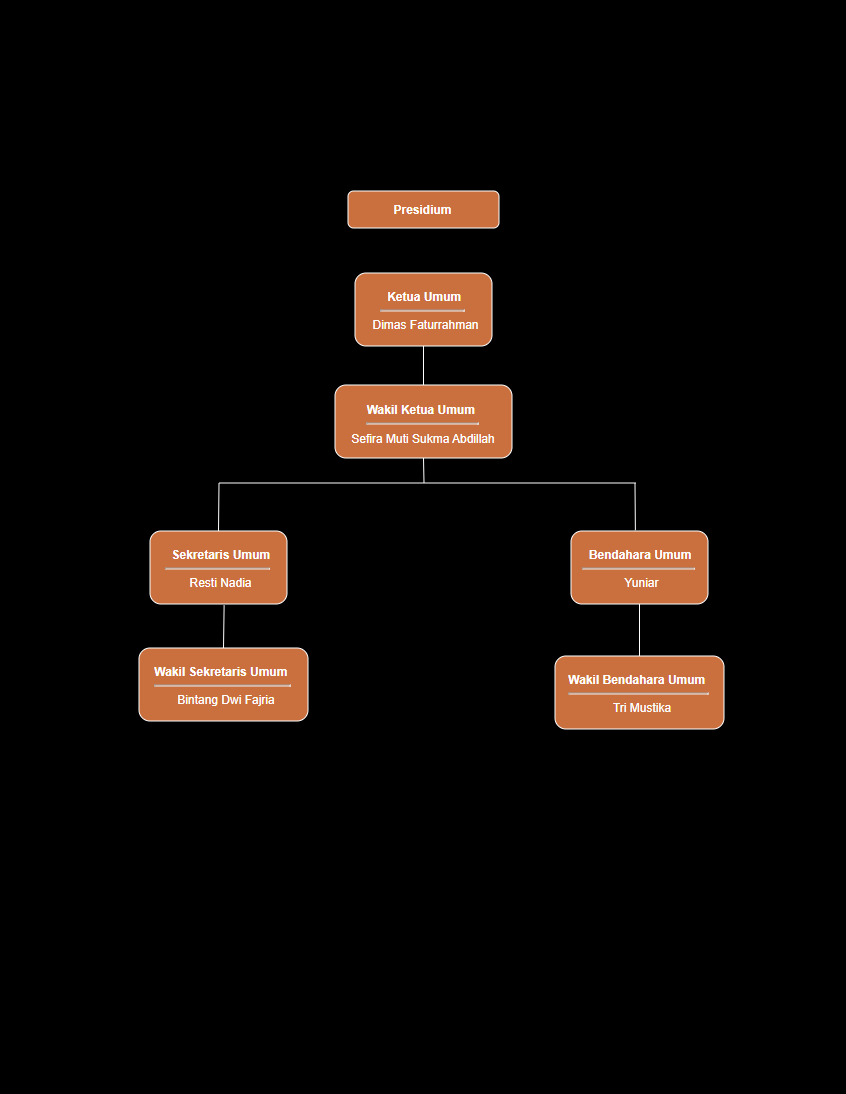 Presidium
Ketua Umum
Dimas Faturrahman
Wakil Ketua Umum
Sefira Muti Sukma Abdillah
Sekretaris Umum
Resti Nadia
Bendahara Umum
Yuniar
Wakil Sekretaris Umum
Bintang Dwi Fajria
Wakil Bendahara Umum
Tri Mustika